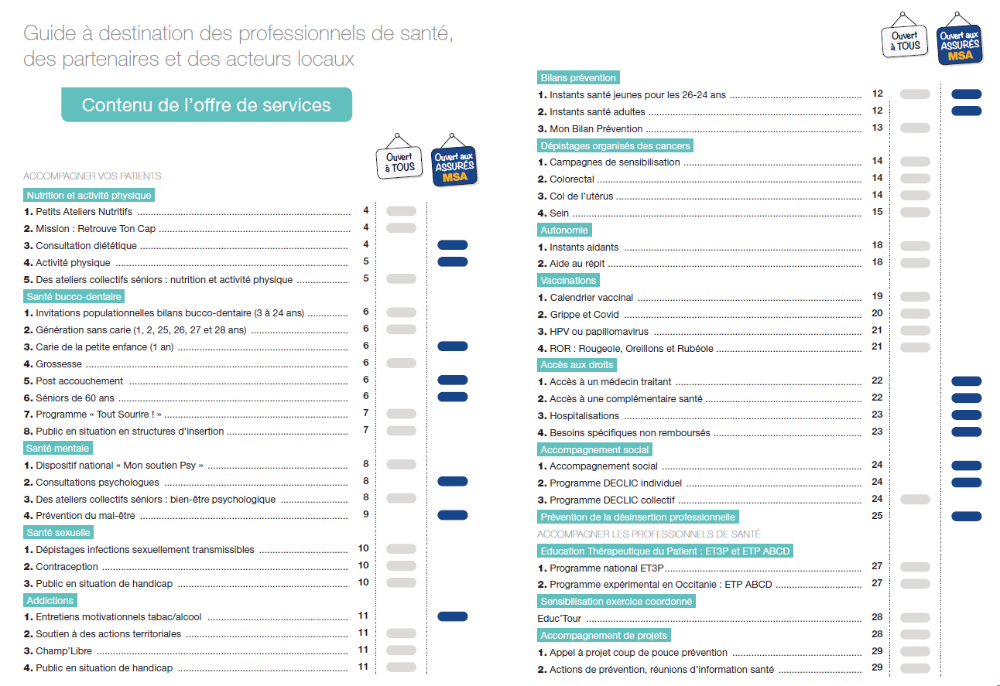 Guide à destination des professionnels de santé,
des partenaires et des acteurs locaux
Contenu de l'offre de services
Ouvert
à TOUS
Ouvert aux
ASSURÉS
MSA
ACCOMPAGNER VOS PATIENTS
Nutrition et activité physique
1. Petits Ateliers Nutritifs 4
2. Mission : Retrouve Ton Cap 4
3. Consultation diététique 4
4. Activité physique 5
5. Des ateliers collectifs séniors : nutrition et activité physique 5
Santé bucco-dentaire
1. Invitations populationnelles bilans bucco-dentaire (3 à 24 ans) 6
2. Génération sans carie (1, 2, 25, 26, 27 et 28 ans) 6
3. Carie de la petite enfance (1 an) 6
4. Grossesse 6
5. Post accouchement 6
6. Séniors de 60 ans 6
7. Programme « Tout Sourire ! » 7
8. Public en situation en structures d'insertion 7
Santé mentale
1. Dispositif national « Mon soutien Psy » 8
2. Consultations psychologues 8
3. Des ateliers collectifs séniors : bien-être psychologique 8
4. Prévention du mal-être 9
Santé sexuelle
1. Dépistages infections sexuellement transmissibles 10
2. Contraception 10
3. Public en situation de handicap 10
Addictions
1. Entretiens motivationnels tabac/alcool 11
2. Soutien à des actions territoriales 11
3. Champ'Libre 11
4. Public en situation de handicap 11
Ouvert
à TOUS
Ouvert aux
ASSURÉS
MSA
Bilans prévention
1. Instants santé jeunes pour les 26-24 ans 12
2. Instants santé adultes 12
3. Mon Bilan Prévention 13
Dépistages organisés des cancers
1. Campagnes de sensibilisation 14
2. Colorectal 14
3. Col de l'utérus 14
4. Sein 15
Autonomie
1. Instants aidants 18
2. Aide au répit 18
Vaccinations
1. Calendrier vaccinal 19
2. Grippe et Covid 20
3. HPV ou papillomavirus 21
4. ROR : Rougeole, Oreillons et Rubéole 21
Accès aux droits
1. Accès à un médecin traitant 22
2. Accès à une complémentaire santé 22
3. Hospitalisations 23
4. Besoins spécifiques non remboursés 23
Accompagnement social
1. Accompagnement social 24
2. Programme DECLIC individuel 24
3. Programme DECLIC collectif 24
Prévention de la désinsertion professionnelle 25
ACCOMPAGNER LES PROFESSIONNELS DE SANTÉ
Education Thérapeutique du Patient : ET3P et ETP ABCD
1. Programme national ET3P 27
2. Programme expérimental en Occitanie : ETP ABCD 27
Sensibilisation exercice coordonné
Educ'Tour 28
Accompagnement de projets 28
1. Appel à projet coup de pouce prévention 29
2. Actions de prévention, réunions d'information santé 29